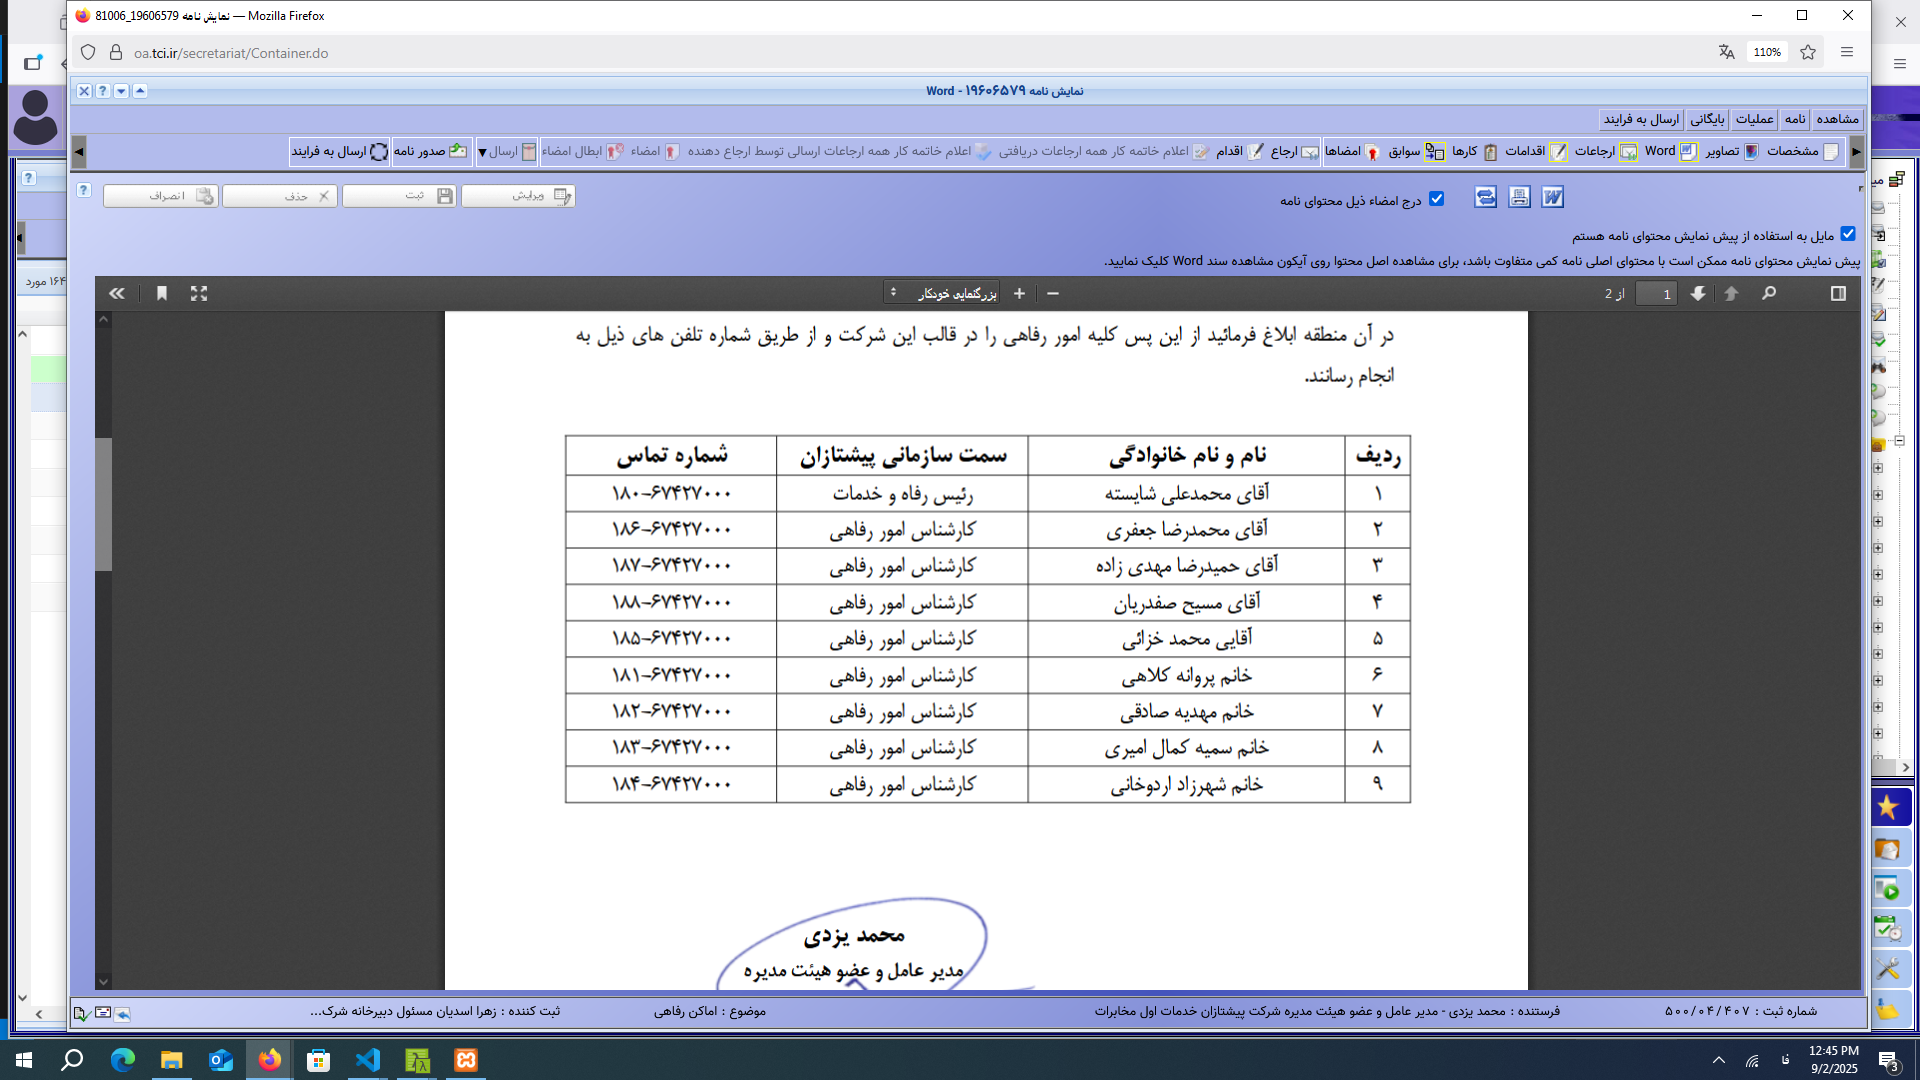 نمایش نامه 19606579_81006 — Mozilla Firefox
oa.tci.ir/secretariat/Container.do
110%
نمایش نامه ۱۹۶۰۶۵۷۹ - Word
مشاهده نامه عملیات بایگانی ارسال به فرایند
مشخصات تصاویر Word ارجاعات اقدامات کارها سوابق امضاها ارجاع اقدام اعلام خاتمه کار همه ارجاعات دریافتی اعلام خاتمه کار همه ارجاعات ارسالی توسط ارجاع دهنده امضاء ابطال امضاء ارسال صدور نامه ارسال به فرایند
درج امضاء ذیل محتوای نامه ویرایش ثبت حذف انصراف
مایل به استفاده از پیش نمایش محتوای نامه هستم
پیش نمایش محتوای نامه ممکن است با محتوای اصلی نامه کمی متفاوت باشد، برای مشاهده اصل محتوا روی آیکون مشاهده سند Word کلیک نمایید.
۱۶۴ مورد
1 از 2 بزرگنمایی خودکار
در آن منطقه ابلاغ فرمائید از این پس کلیه امور رفاهی را در قالب این شرکت و از طریق شماره تلفن های ذیل به
انجام رسانند.
ردیف نام و نام خانوادگی سمت سازمانی پیشتازان شماره تماس
۱ آقای محمدعلی شایسته رئیس رفاه و خدمات ۱۸۰-۶۷۴۲۷۰۰۰
۲ آقای محمدرضا جعفری کارشناس امور رفاهی ۱۸۶-۶۷۴۲۷۰۰۰
۳ آقای حمیدرضا مهدی زاده کارشناس امور رفاهی ۱۸۷-۶۷۴۲۷۰۰۰
۴ آقای مسیح صفدریان کارشناس امور رفاهی ۱۸۸-۶۷۴۲۷۰۰۰
۵ آقایی محمد خزائی کارشناس امور رفاهی ۱۸۵-۶۷۴۲۷۰۰۰
۶ خانم پروانه کلاهی کارشناس امور رفاهی ۱۸۱-۶۷۴۲۷۰۰۰
۷ خانم مهدیه صادقی کارشناس امور رفاهی ۱۸۲-۶۷۴۲۷۰۰۰
۸ خانم سمیه کمال امیری کارشناس امور رفاهی ۱۸۳-۶۷۴۲۷۰۰۰
۹ خانم شهرزاد اردوخانی کارشناس امور رفاهی ۱۸۴-۶۷۴۲۷۰۰۰
محمد یزدی
مدیر عامل و عضو هیئت مدیره
شماره ثبت : ۵۰۰/۰۴/۴۰۷ فرستنده : محمد یزدی - مدیر عامل و عضو هیئت مدیره شرکت پیشتازان خدمات اول مخابرات موضوع : اماکن رفاهی ثبت کننده : زهرا اسدیان مسئول دبیرخانه شرک...
فا 12:45 PM
9/2/2025
3